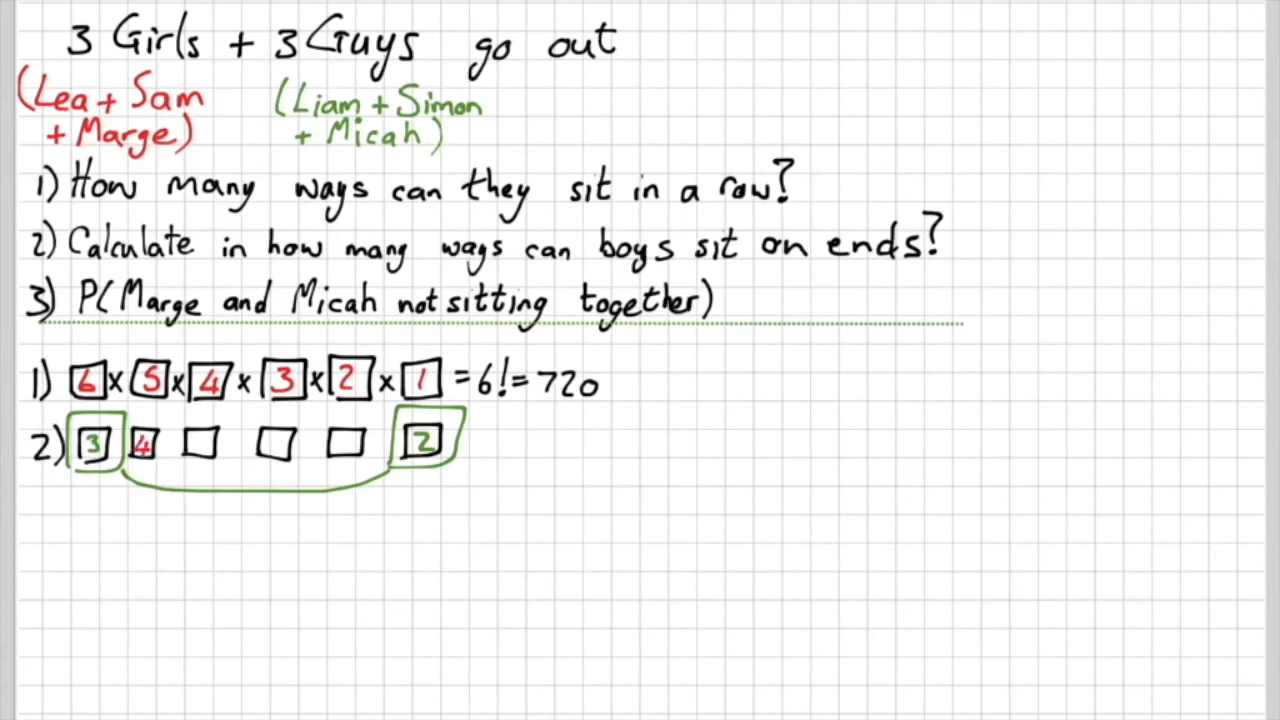 3 Girls + 3 Guys go out
(Lea + Sam
+ Marge)
(Liam + Simon
+ Micah)
1) How many ways can they sit in a row?
2) Calculate in how many ways can boys sit on ends?
3) P(Marge and Micah not sitting together)
1) 6 x 5 x 4 x 3 x 2 x 1 = 6! = 720
2) 3 4 2